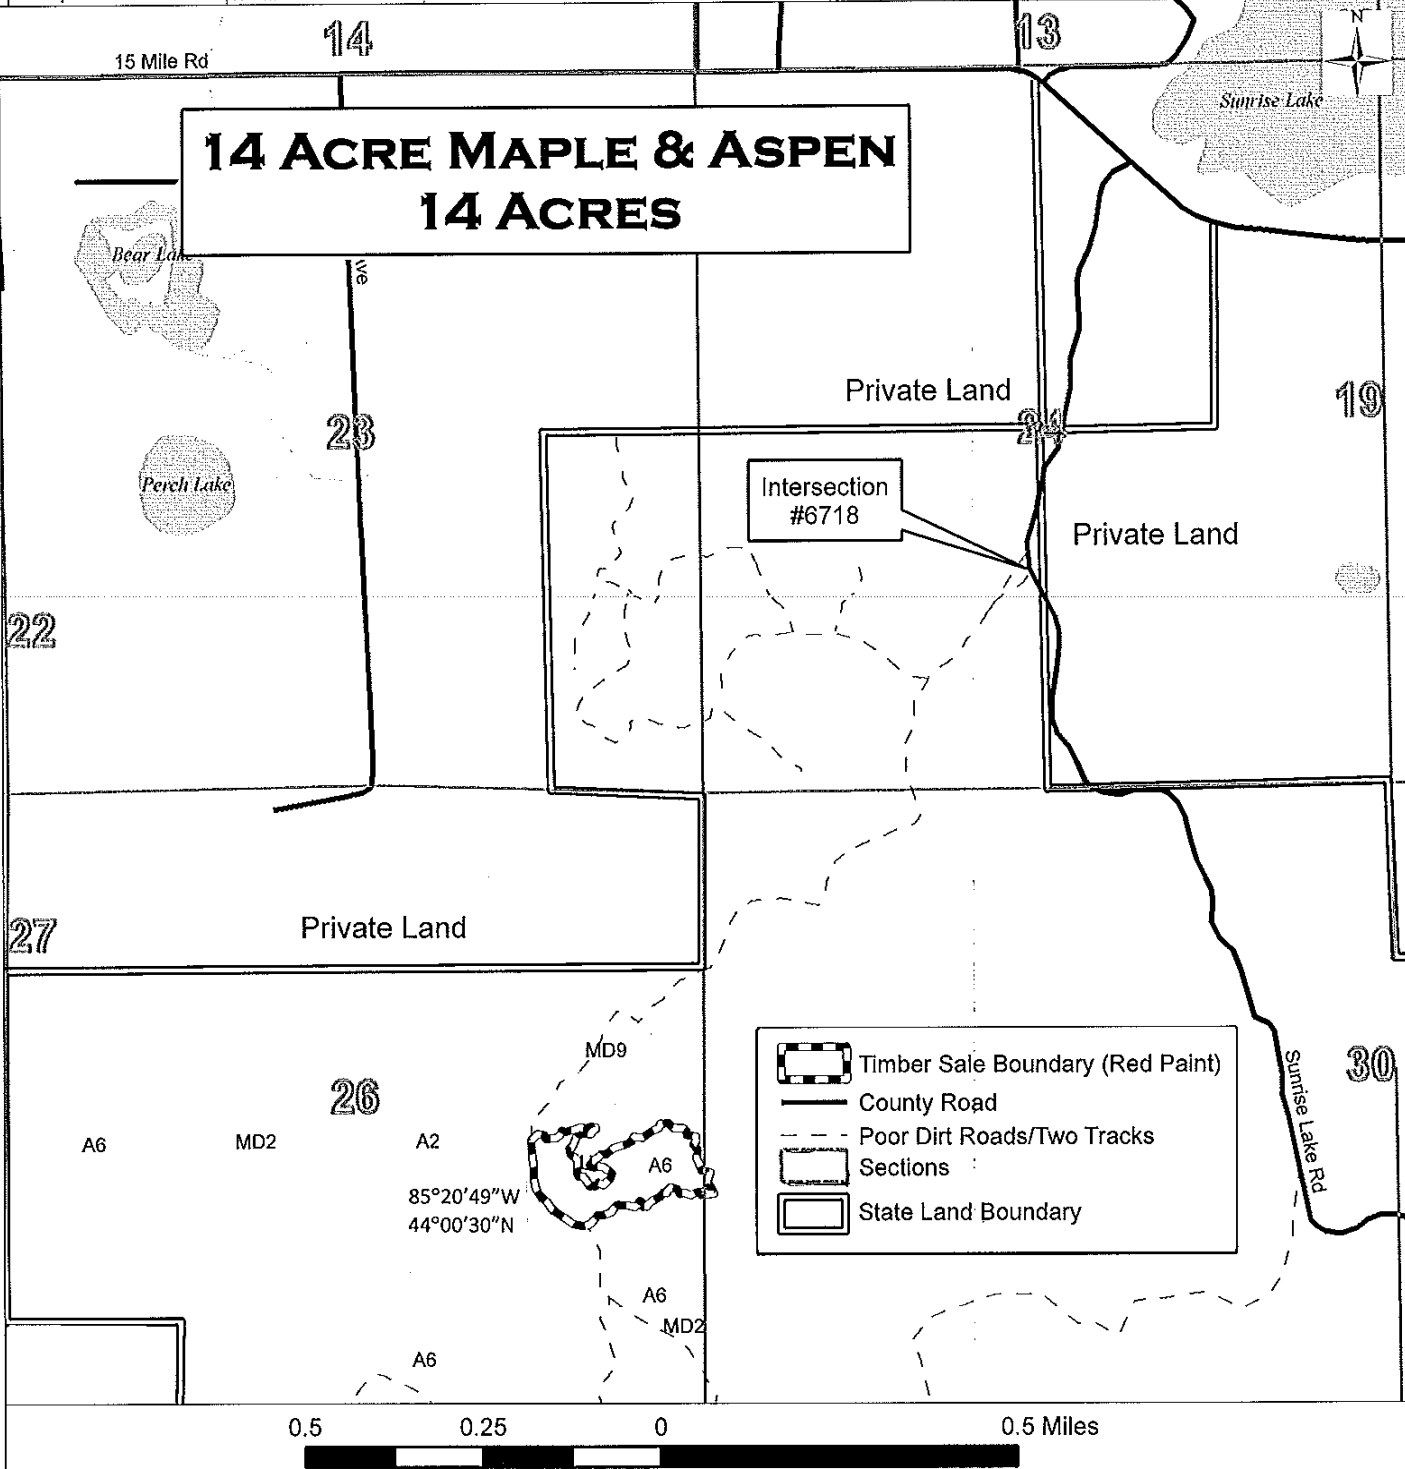 14
13
N
15 Mile Rd
Sunrise Lake
14 ACRE MAPLE & ASPEN
14 ACRES
Bear Lake
ve
Private Land
24
19
23
Perch Lake
Intersection
#6718
Private Land
22
27
Private Land
MD9
26
A6
MD2
A2
A6
85°20'49"W
44°00'30"N
Timber Sale Boundary (Red Paint)
County Road
Poor Dirt Roads/Two Tracks
Sections
State Land Boundary
Sunrise Lake Rd
30
A6
MD2
A6
0.5
0.25
0
0.5 Miles